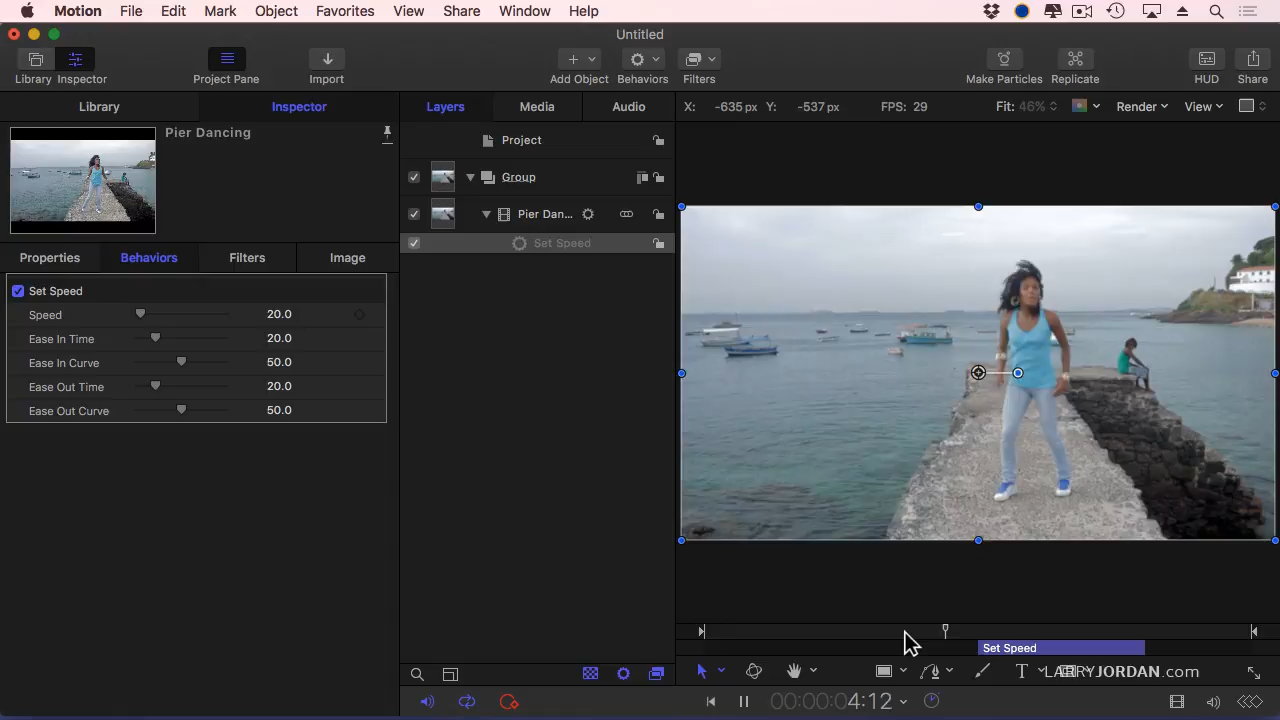 Motion File Edit Mark Object Favorites View Share Window Help
Untitled
Library Inspector Project Pane Import Add Object Behaviors Filters Make Particles Replicate HUD Share
Library Inspector Layers Media Audio X: -635 px Y: -537 px FPS: 29 Fit: 46% Render View
Pier Dancing
Project
Group
Pier Dan...
Set Speed
Properties Behaviors Filters Image
Set Speed
Speed 20.0
Ease In Time 20.0
Ease In Curve 50.0
Ease Out Time 20.0
Ease Out Curve 50.0
Set Speed
T LARRYJORDAN.com
00:00:04:12